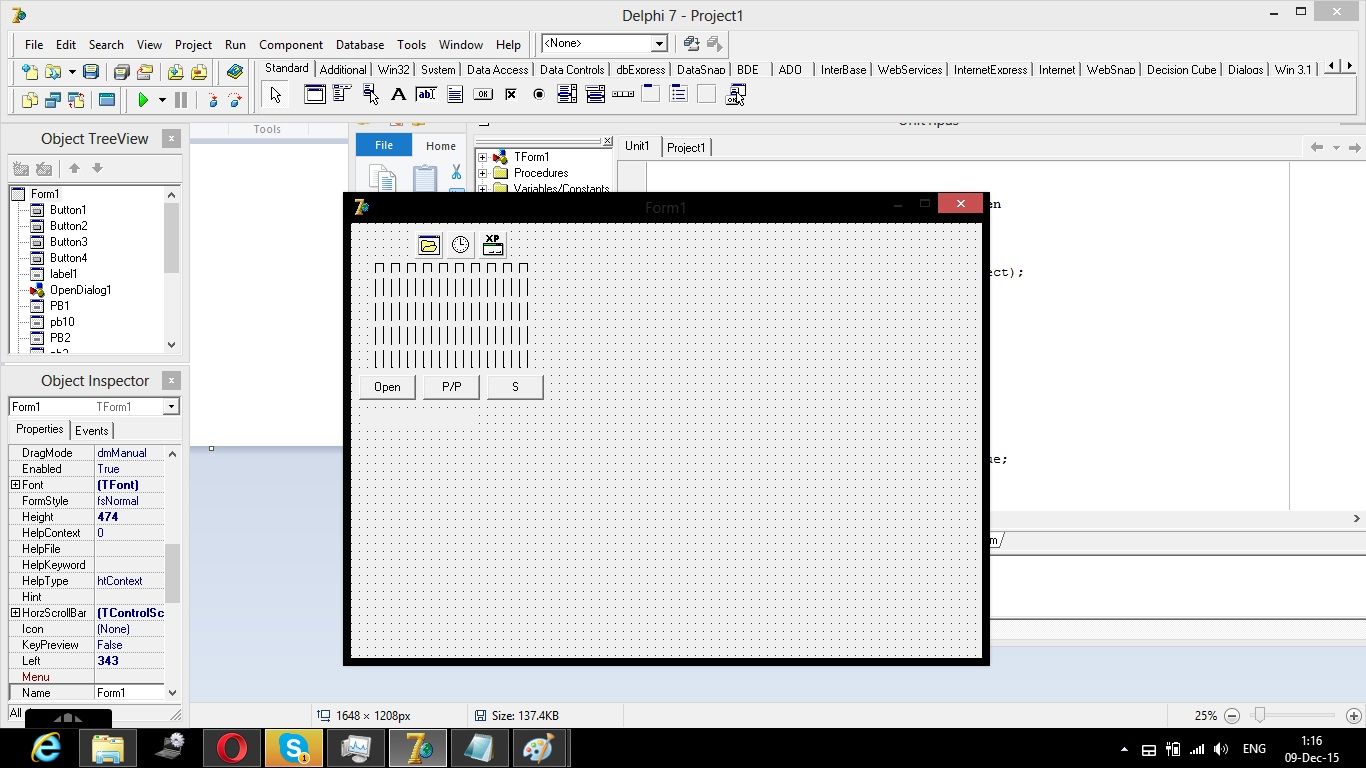 Delphi 7 - Project1
File Edit Search View Project Run Component Database Tools Window Help
<None>
Standard Additional Win32 System Data Access Data Controls dbExpress DataSnap BDE ADO InterBase WebServices InternetExpress Internet WebSnap Decision Cube Dialogs Win 3.1
OK
Object TreeView
Form1
Button1
Button2
Button3
Button4
label1
OpenDialog1
PB1
pb10
PB2
Tools
File Home
TForm1
Procedures
Variables/Constants
Unit1 Project1
en
ect);
ue;
Form1
XP
Open P/P S
Object Inspector
Form1 TForm1
Properties Events
DragMode dmManual
Enabled True
Font (TFont)
FormStyle fsNormal
Height 474
HelpContext 0
HelpFile
HelpKeyword
HelpType htContext
Hint
HorzScrollBar (TControlSc
Icon (None)
KeyPreview False
Left 343
Menu
Name Form1
All
1648 × 1208px
Size: 137.4KB
25%
ENG
1:16
09-Dec-15